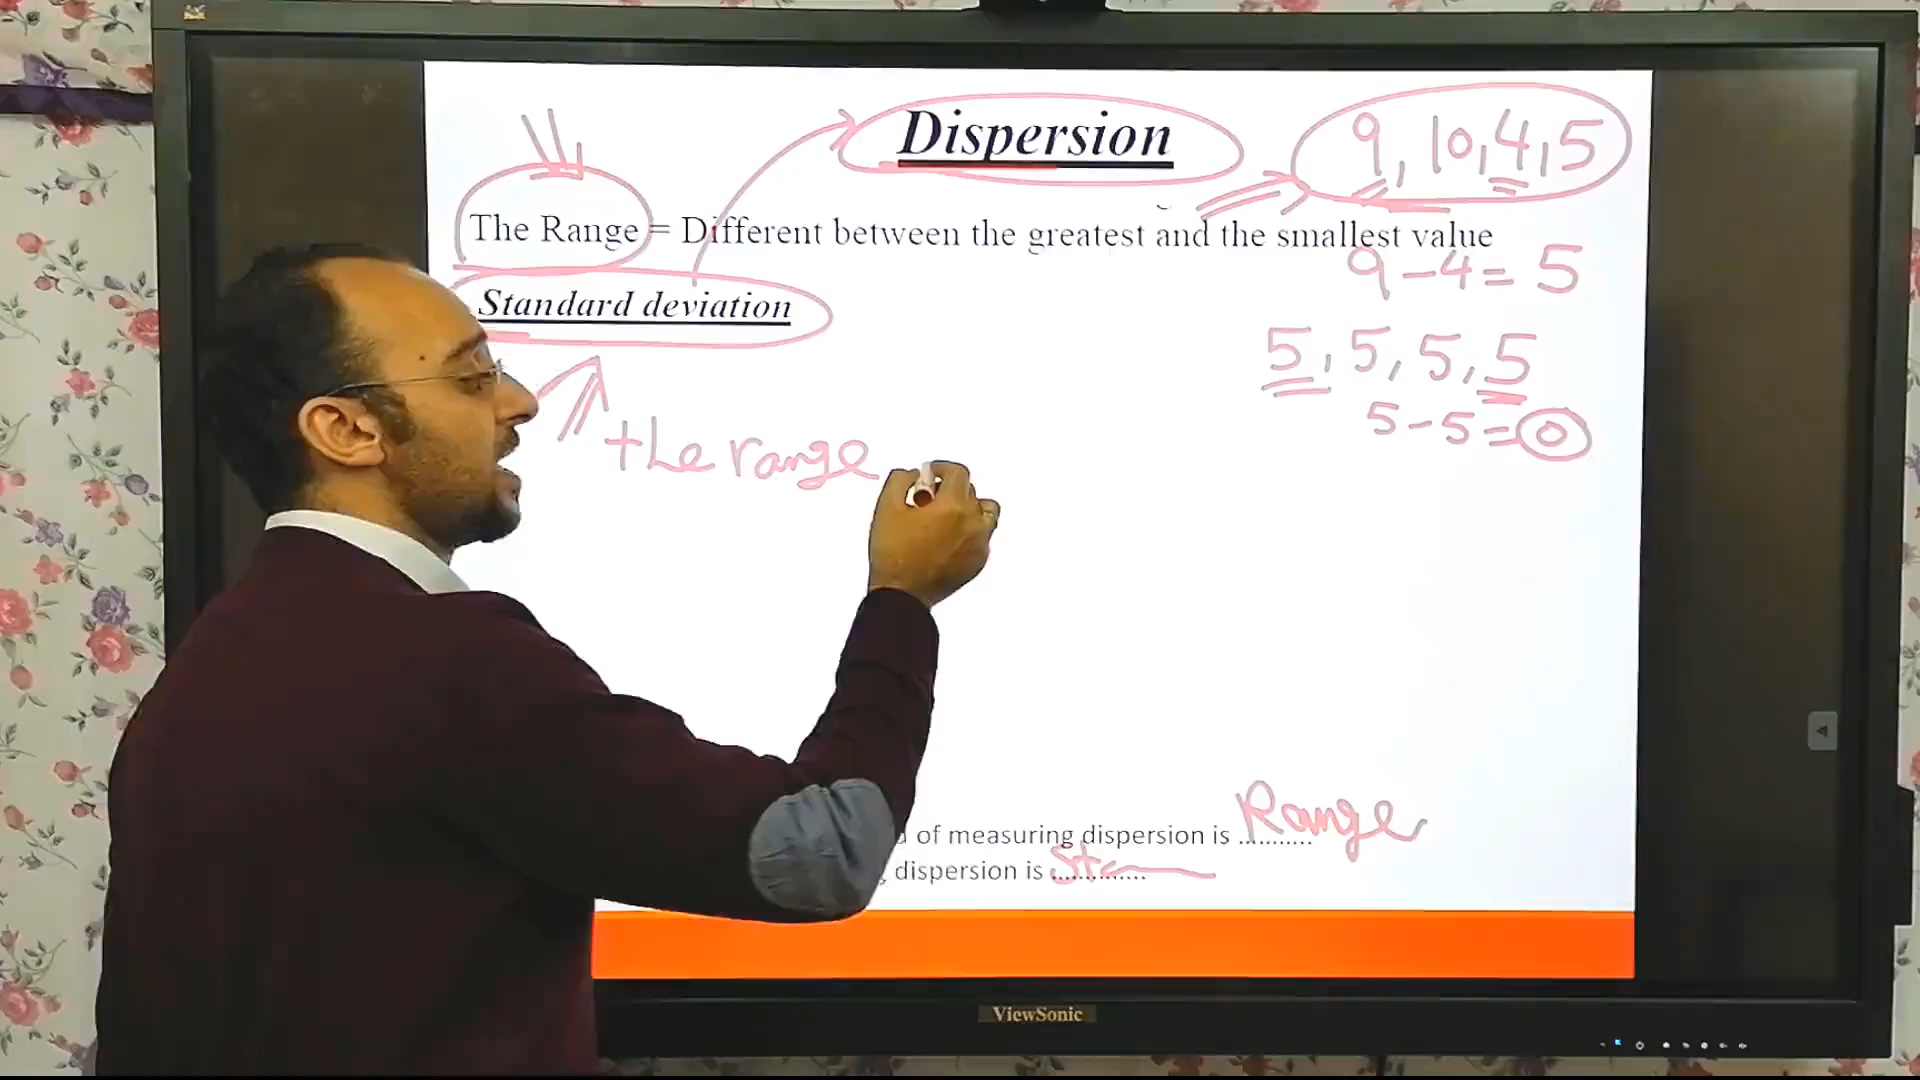 Dispersion
9, 10, 4, 5
The Range = Different between the greatest and the smallest value
9 - 4 = 5
Standard deviation
5, 5, 5, 5
5 - 5 = 0
the range
of measuring dispersion is ........... Range
dispersion is .............
ViewSonic